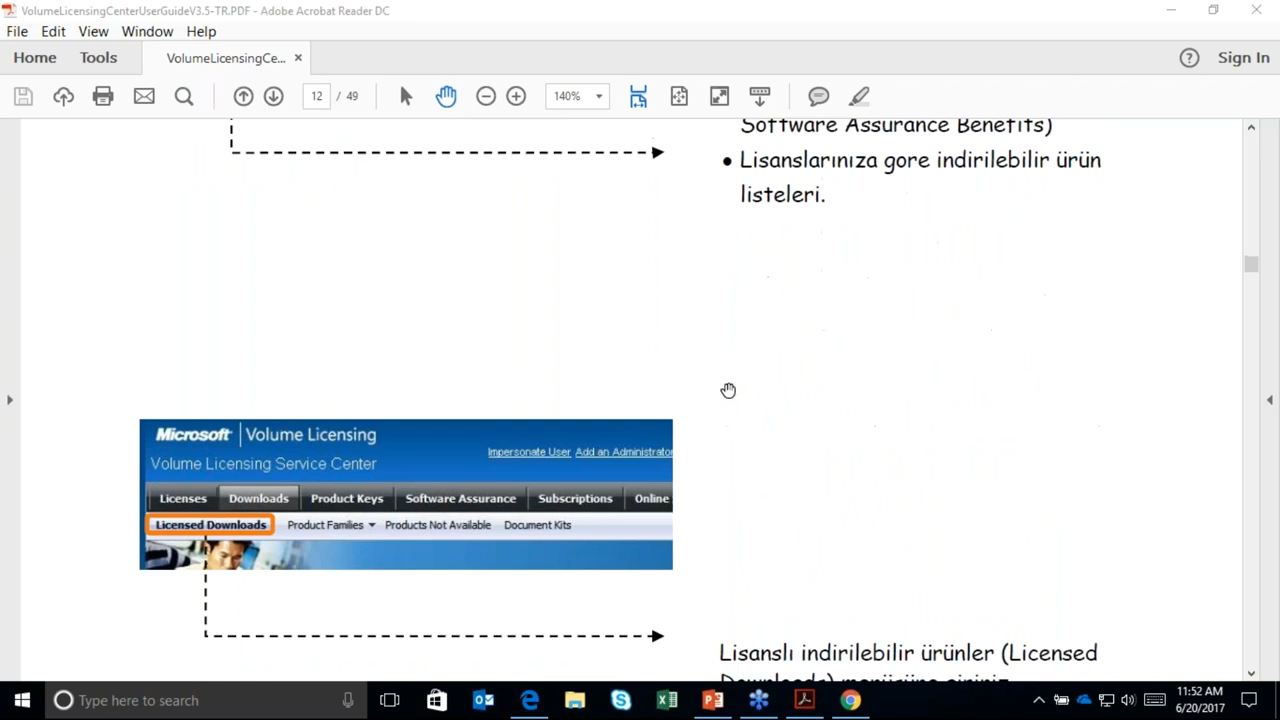 VolumeLicensingCenterUserGuideV3.5-TR.PDF - Adobe Acrobat Reader DC
File Edit View Window Help
Home Tools VolumeLicensingCe... × Sign In
12 / 49 140%
Software Assurance Benefits)
• Lisanslarınıza gore indirilebilir ürün
listeleri.
Microsoft Volume Licensing
Impersonate User Add an Administrator
Volume Licensing Service Center
Licenses Downloads Product Keys Software Assurance Subscriptions Online
Licensed Downloads Product Families Products Not Available Document Kits
Lisanslı indirilebilir ürünler (Licensed
Downloads) menüsüne giriniz
Type here to search
11:52 AM
6/20/2017